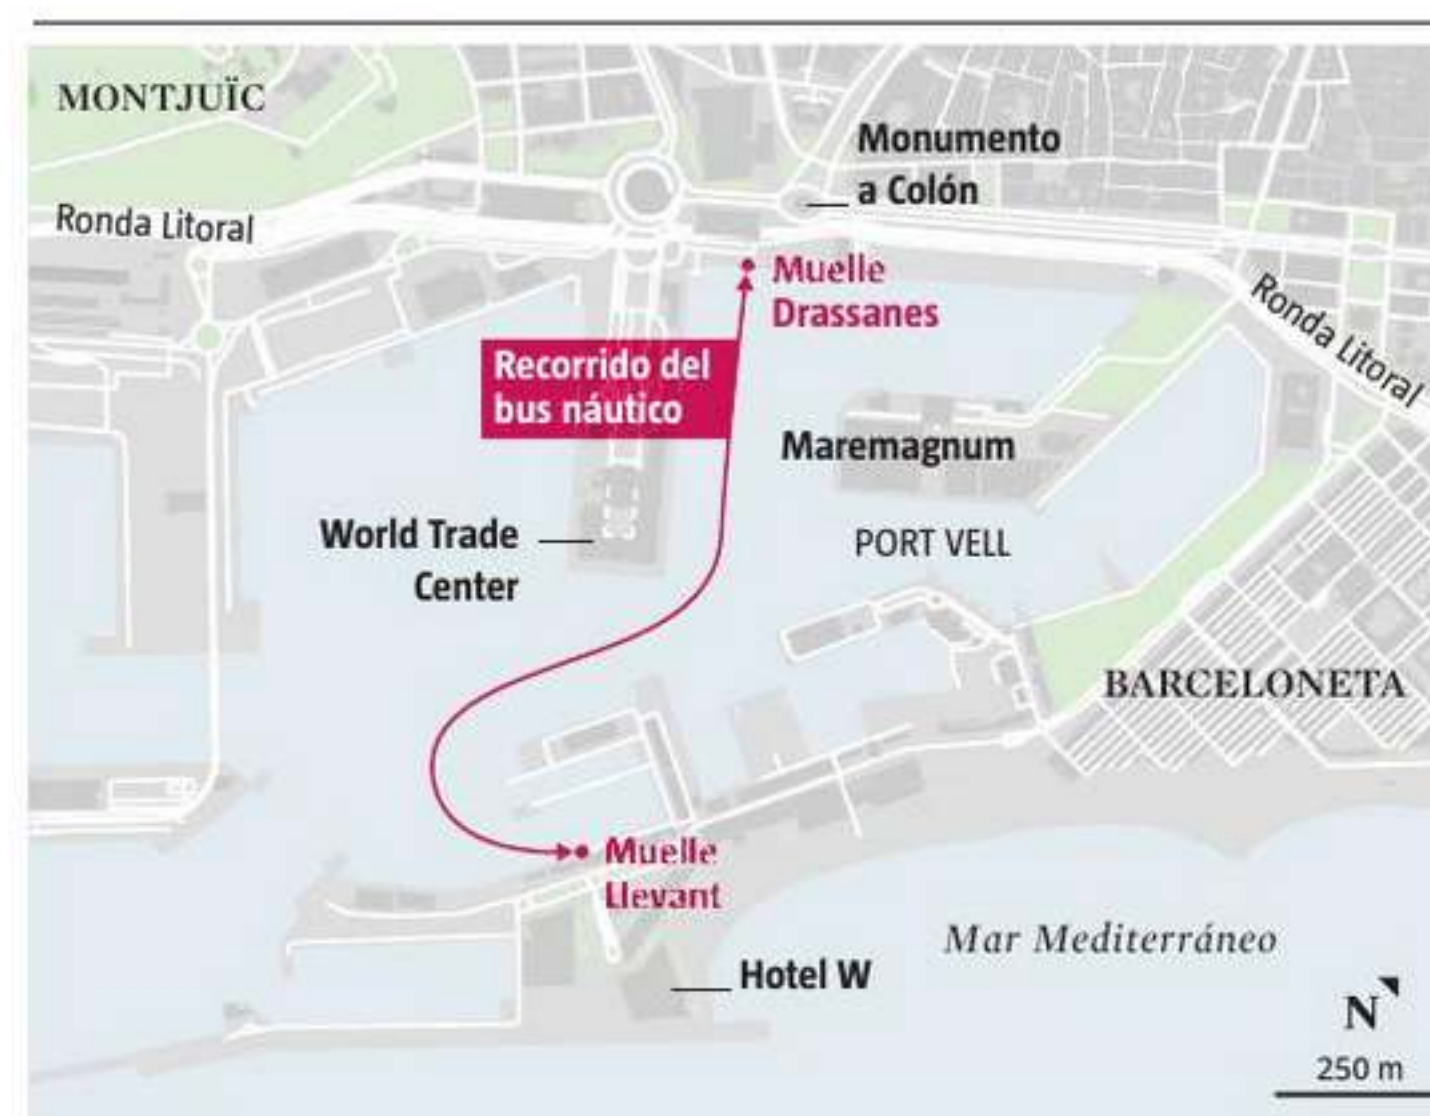 MONTJUÏC
Monumento
a Colón
Ronda Litoral
Muelle
Drassanes
Ronda Litoral
Recorrido del
bus náutico
Maremagnum
World Trade
Center
PORT VELL
BARCELONETA
Muelle
Llevant
Mar Mediterráneo
Hotel W
N
250 m